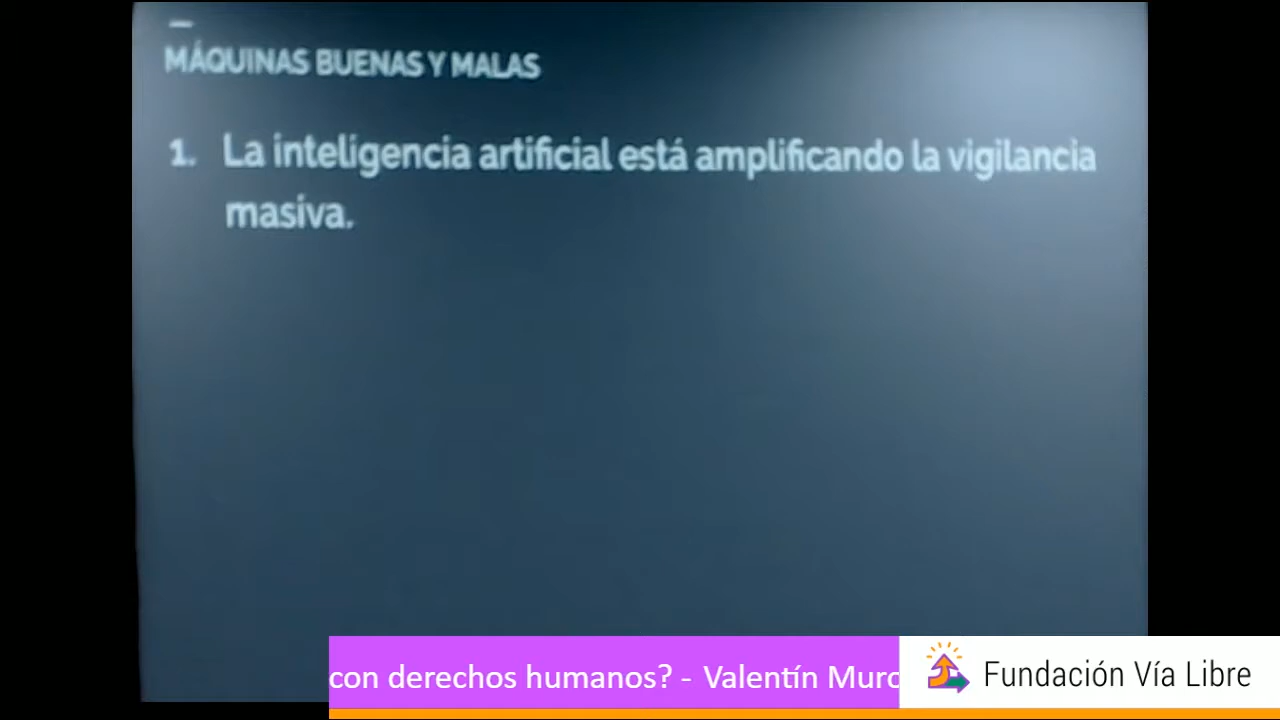 MÁQUINAS BUENAS Y MALAS
1. La inteligencia artificial está amplificando la vigilancia
masiva.
con derechos humanos? - Valentín
Fundación Vía Libre